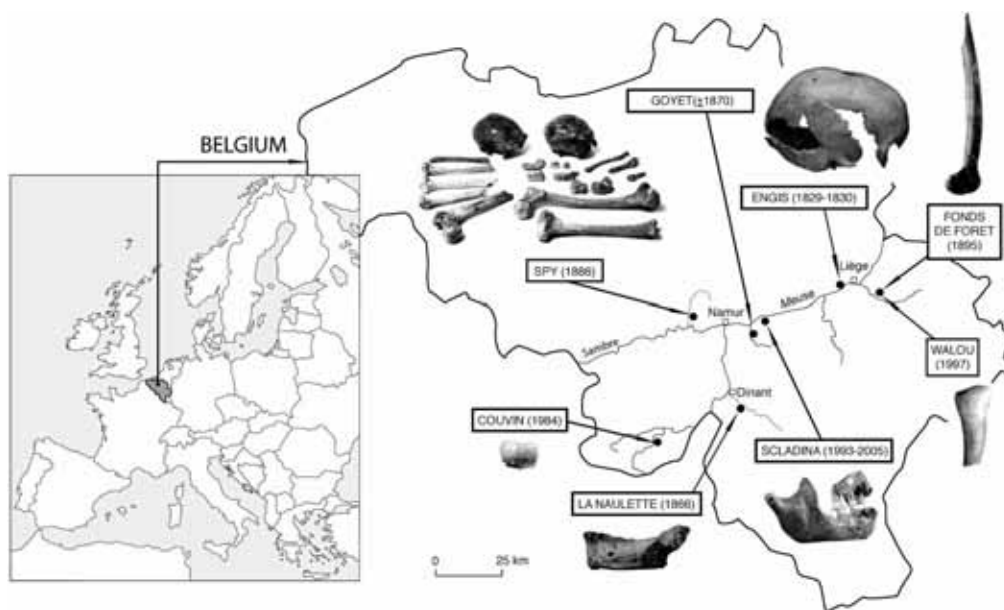 BELGIUM
GOYET(±1870)
ENGIS (1829-1830)
FONDS
DE FORET
(1895)
Liège
SPY (1886)
Namur
Meuse
Sambre
WALOU
(1997)
Dinant
COUVIN (1984)
SCLADINA (1993-2005)
LA NAULETTE (1866)
0 25 km